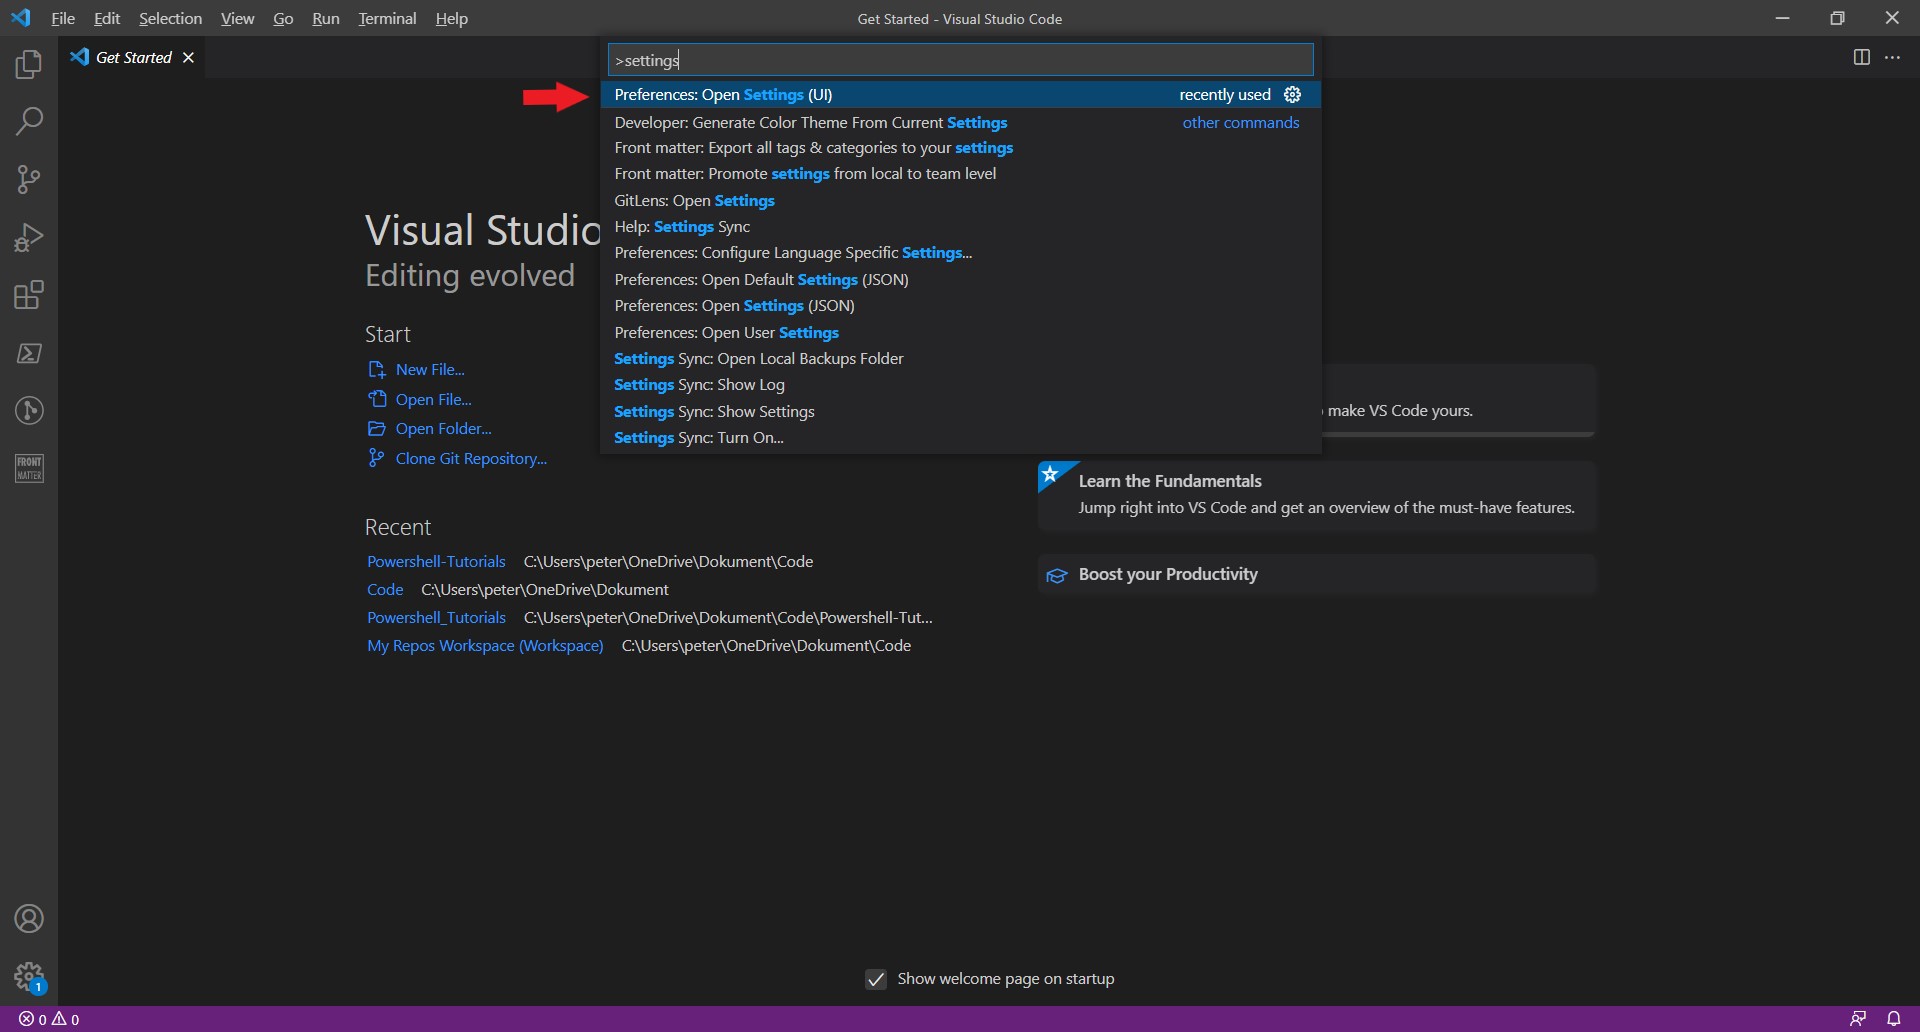 File Edit Selection View Go Run Terminal Help
Get Started - Visual Studio Code
Get Started
>settings
Preferences: Open Settings (UI) recently used
Developer: Generate Color Theme From Current Settings other commands
Front matter: Export all tags & categories to your settings
Front matter: Promote settings from local to team level
GitLens: Open Settings
Help: Settings Sync
Preferences: Configure Language Specific Settings...
Preferences: Open Default Settings (JSON)
Preferences: Open Settings (JSON)
Preferences: Open User Settings
Settings Sync: Open Local Backups Folder
Settings Sync: Show Log
Settings Sync: Show Settings
Settings Sync: Turn On...
Visual Studio
Editing evolved
Start
New File...
Open File...
Open Folder...
Clone Git Repository...
Recent
Powershell-Tutorials C:\Users\peter\OneDrive\Dokument\Code
Code C:\Users\peter\OneDrive\Dokument
Powershell_Tutorials C:\Users\peter\OneDrive\Dokument\Code\Powershell-Tut...
My Repos Workspace (Workspace) C:\Users\peter\OneDrive\Dokument\Code
make VS Code yours.
Learn the Fundamentals
Jump right into VS Code and get an overview of the must-have features.
Boost your Productivity
FRONT
MATTER
1
Show welcome page on startup
0 0